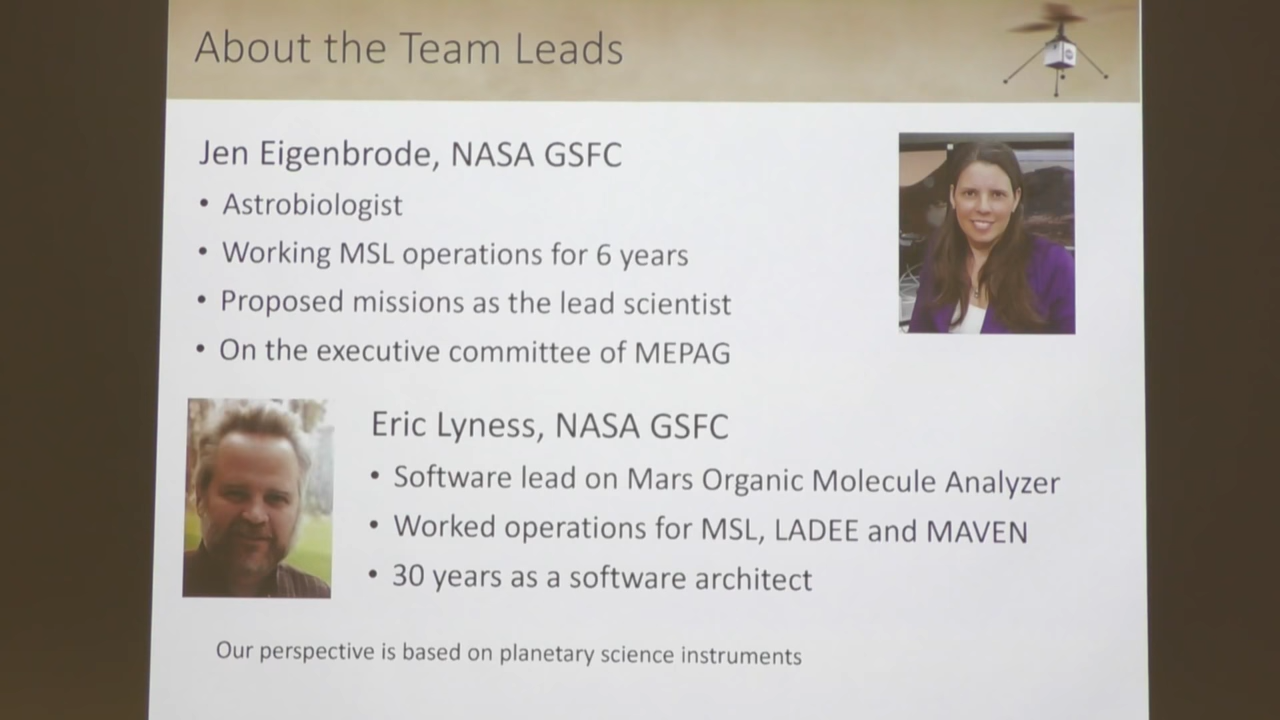 About the Team Leads
Jen Eigenbrode, NASA GSFC
• Astrobiologist
• Working MSL operations for 6 years
• Proposed missions as the lead scientist
• On the executive committee of MEPAG
Eric Lyness, NASA GSFC
• Software lead on Mars Organic Molecule Analyzer
• Worked operations for MSL, LADEE and MAVEN
• 30 years as a software architect
Our perspective is based on planetary science instruments